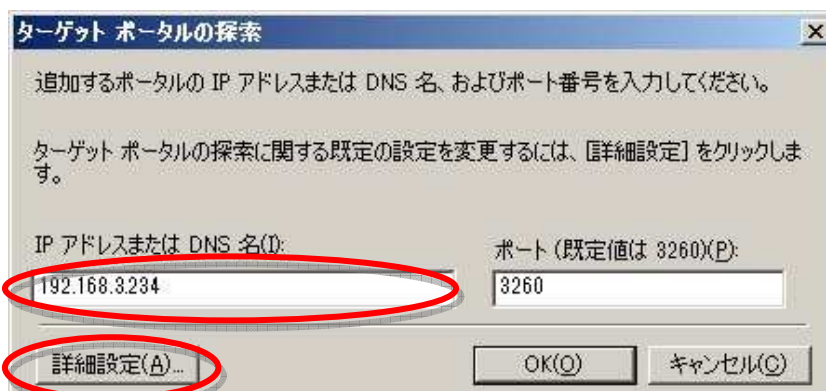 ターゲット ポータルの探索
追加するポータルの IP アドレスまたは DNS 名、およびポート番号を入力してください。
ターゲット ポータルの探索に関する既定の設定を変更するには、[詳細設定] をクリックしま
す。
IP アドレスまたは DNS 名(I):
ポート (既定値は 3260)(P):
192.168.3.234
3260
詳細設定(A)...
OK(O)
キャンセル(C)